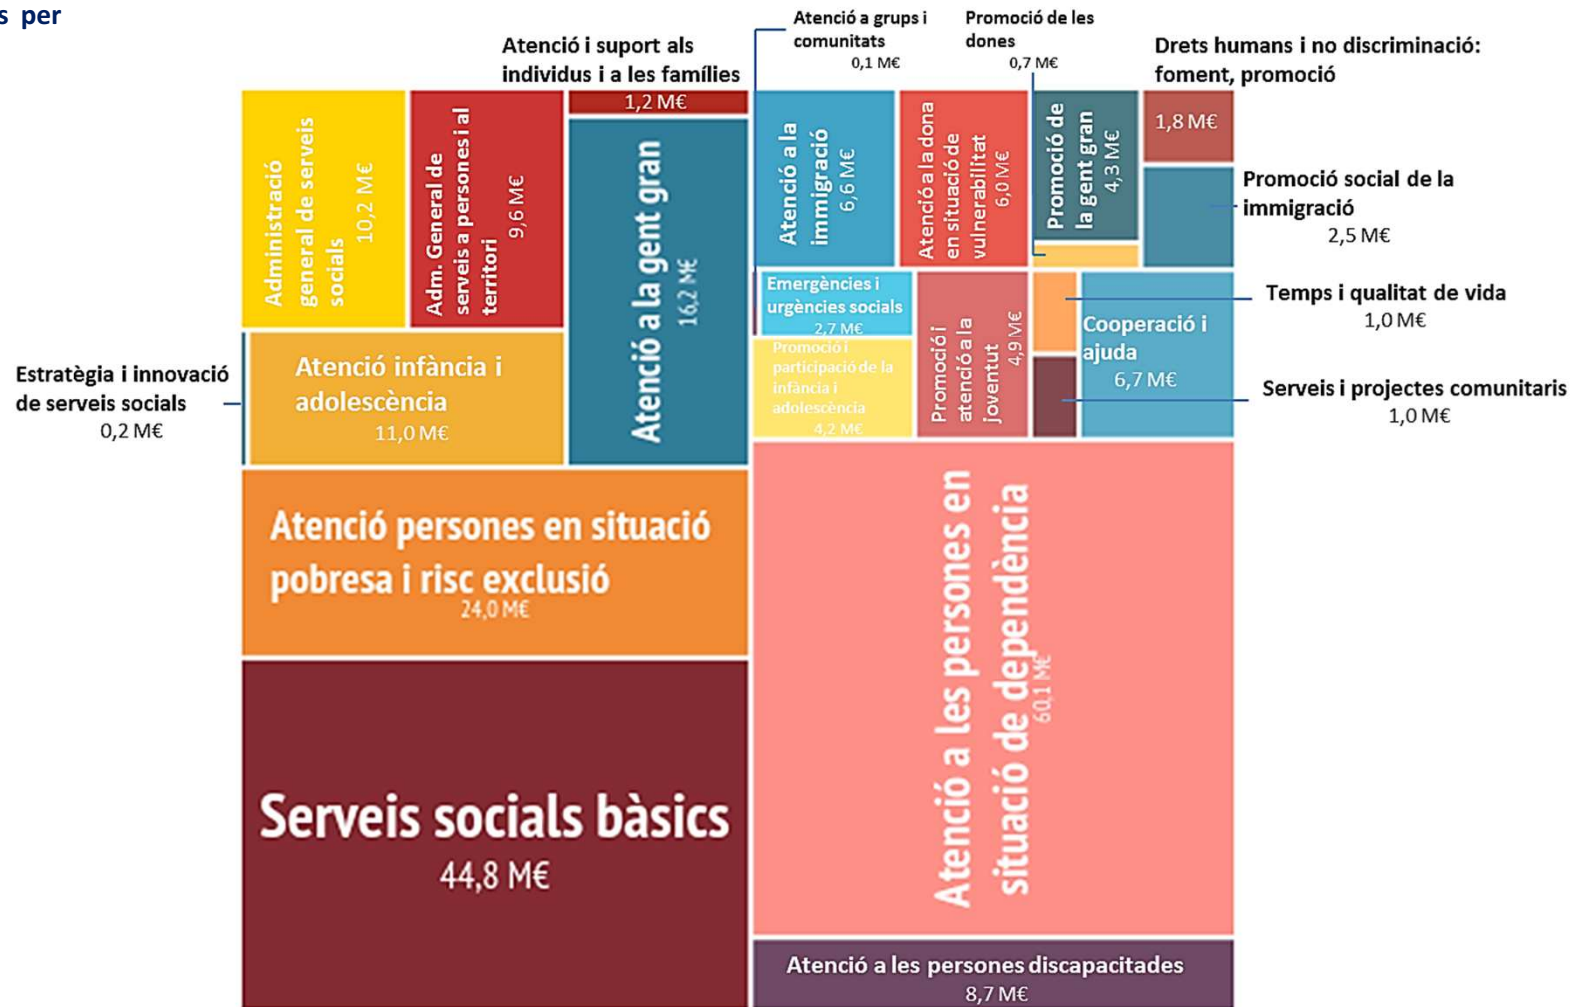 s per
Atenció i suport als
individus i a les famílies
1,2 M€
Atenció a grups i
comunitats
0,1 M€
Promoció de les
dones
0,7 M€
Drets humans i no discriminació:
foment, promoció
1,8 M€
Administració
general de serveis
socials
10,2 M€
Adm. General de
serveis a persones i al
territori
9,6 M€
Atenció a la gent gran
16,2 M€
Atenció a la
immigració
6,6 M€
Atenció a la dona
en situació de
vulnerabilitat
6,0 M€
Promoció de
la gent gran
4,3 M€
Promoció social de la
immigració
2,5 M€
Emergències i
urgències socials
2,7 M€
Promoció i
participació de la
infància i
adolescència
4,2 M€
Promoció i
atenció a la
joventut
4,9 M€
Temps i qualitat de vida
1,0 M€
Cooperació i
ajuda
6,7 M€
Serveis i projectes comunitaris
1,0 M€
Estratègia i innovació
de serveis socials
0,2 M€
Atenció infància i
adolescència
11,0 M€
Atenció persones en situació
pobresa i risc exclusió
24,0 M€
Atenció a les persones en
situació de dependència
60,1 M€
Serveis socials bàsics
44,8 M€
Atenció a les persones discapacitades
8,7 M€